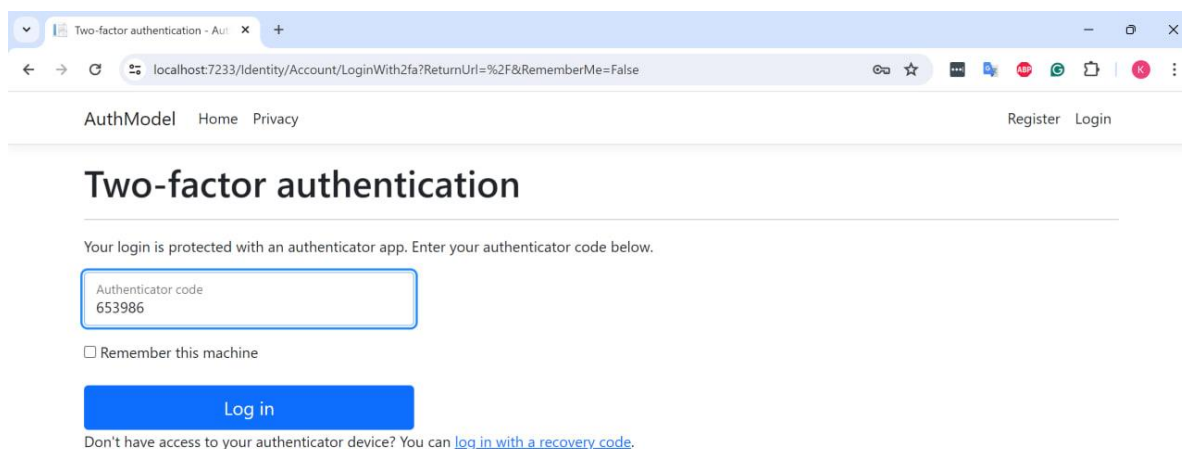 Two-factor authentication - Aut
localhost:7233/Identity/Account/LoginWith2fa?ReturnUrl=%2F&RememberMe=False
ABP
G
K
AuthModel Home Privacy Register Login
Two-factor authentication
Your login is protected with an authenticator app. Enter your authenticator code below.
Authenticator code
653986
Remember this machine
Log in
Don't have access to your authenticator device? You can log in with a recovery code.